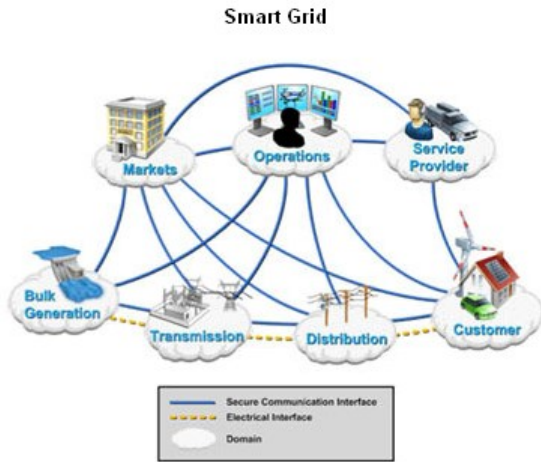 Smart Grid
Markets
Operations
Service
Provider
Bulk
Generation
Transmission
Distribution
Customer
Secure Communication Interface
Electrical Interface
Domain